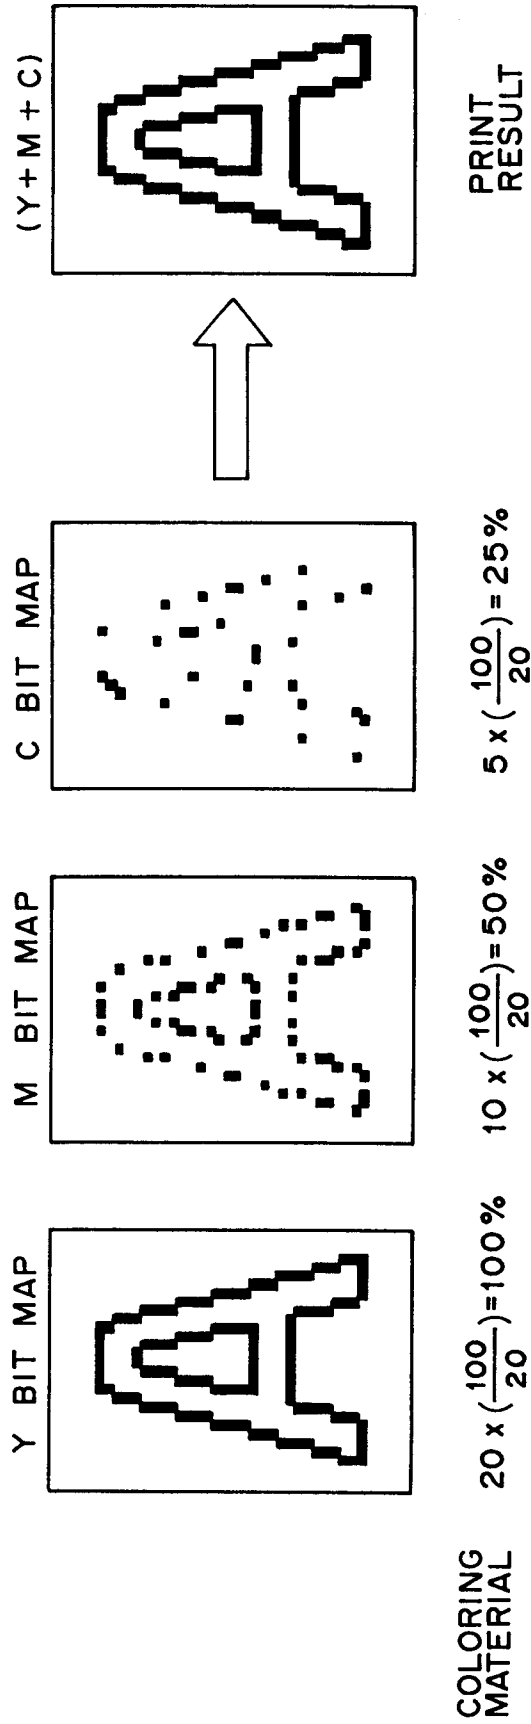 Y BIT MAP
M BIT MAP
C BIT MAP
(Y+M+C)
COLORING
MATERIAL
20 x (100/20)=100%
10 x (100/20)=50%
5 x (100/20)=25%
PRINT
RESULT